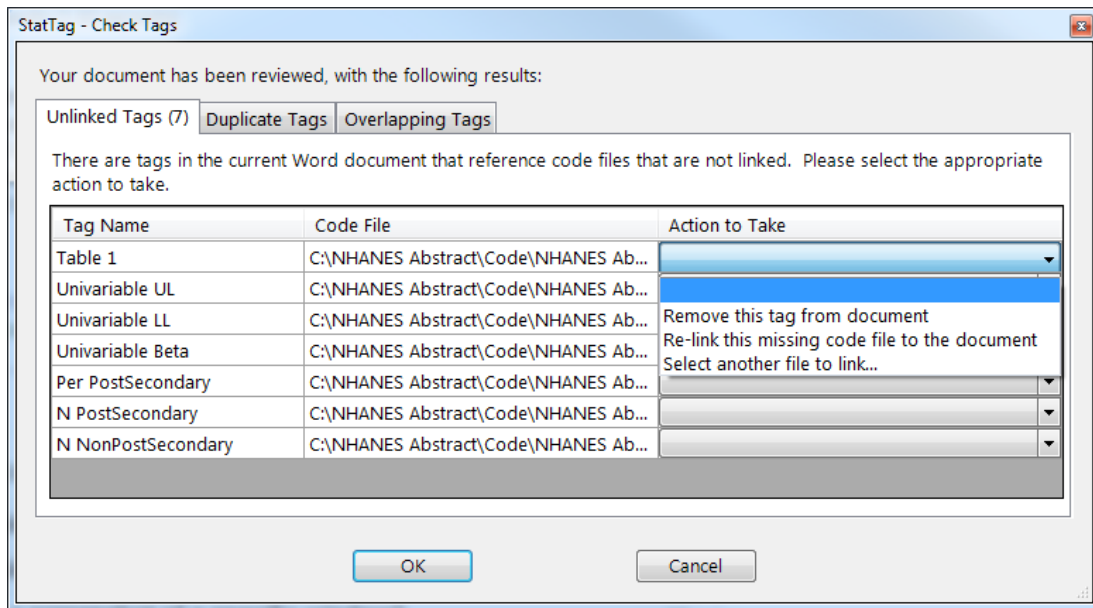 StatTag - Check Tags
Your document has been reviewed, with the following results:
Unlinked Tags (7) Duplicate Tags Overlapping Tags
There are tags in the current Word document that reference code files that are not linked. Please select the appropriate
action to take.
Tag Name Code File Action to Take
Table 1 C:\NHANES Abstract\Code\NHANES Ab...
Univariable UL C:\NHANES Abstract\Code\NHANES Ab...
Univariable LL C:\NHANES Abstract\Code\NHANES Ab...
Univariable Beta C:\NHANES Abstract\Code\NHANES Ab...
Per PostSecondary C:\NHANES Abstract\Code\NHANES Ab...
N PostSecondary C:\NHANES Abstract\Code\NHANES Ab...
N NonPostSecondary C:\NHANES Abstract\Code\NHANES Ab...
Remove this tag from document
Re-link this missing code file to the document
Select another file to link...
OK Cancel